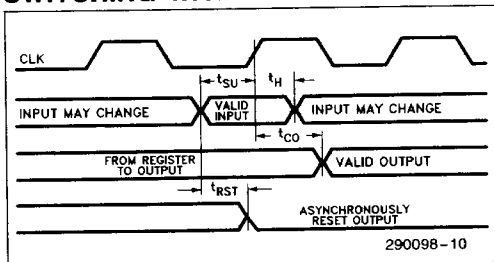 CLK
tSU
tH
INPUT MAY CHANGE
VALID
INPUT
INPUT MAY CHANGE
tCO
FROM REGISTER
TO OUTPUT
VALID OUTPUT
tRST
ASYNCHRONOUSLY
RESET OUTPUT
290098-10